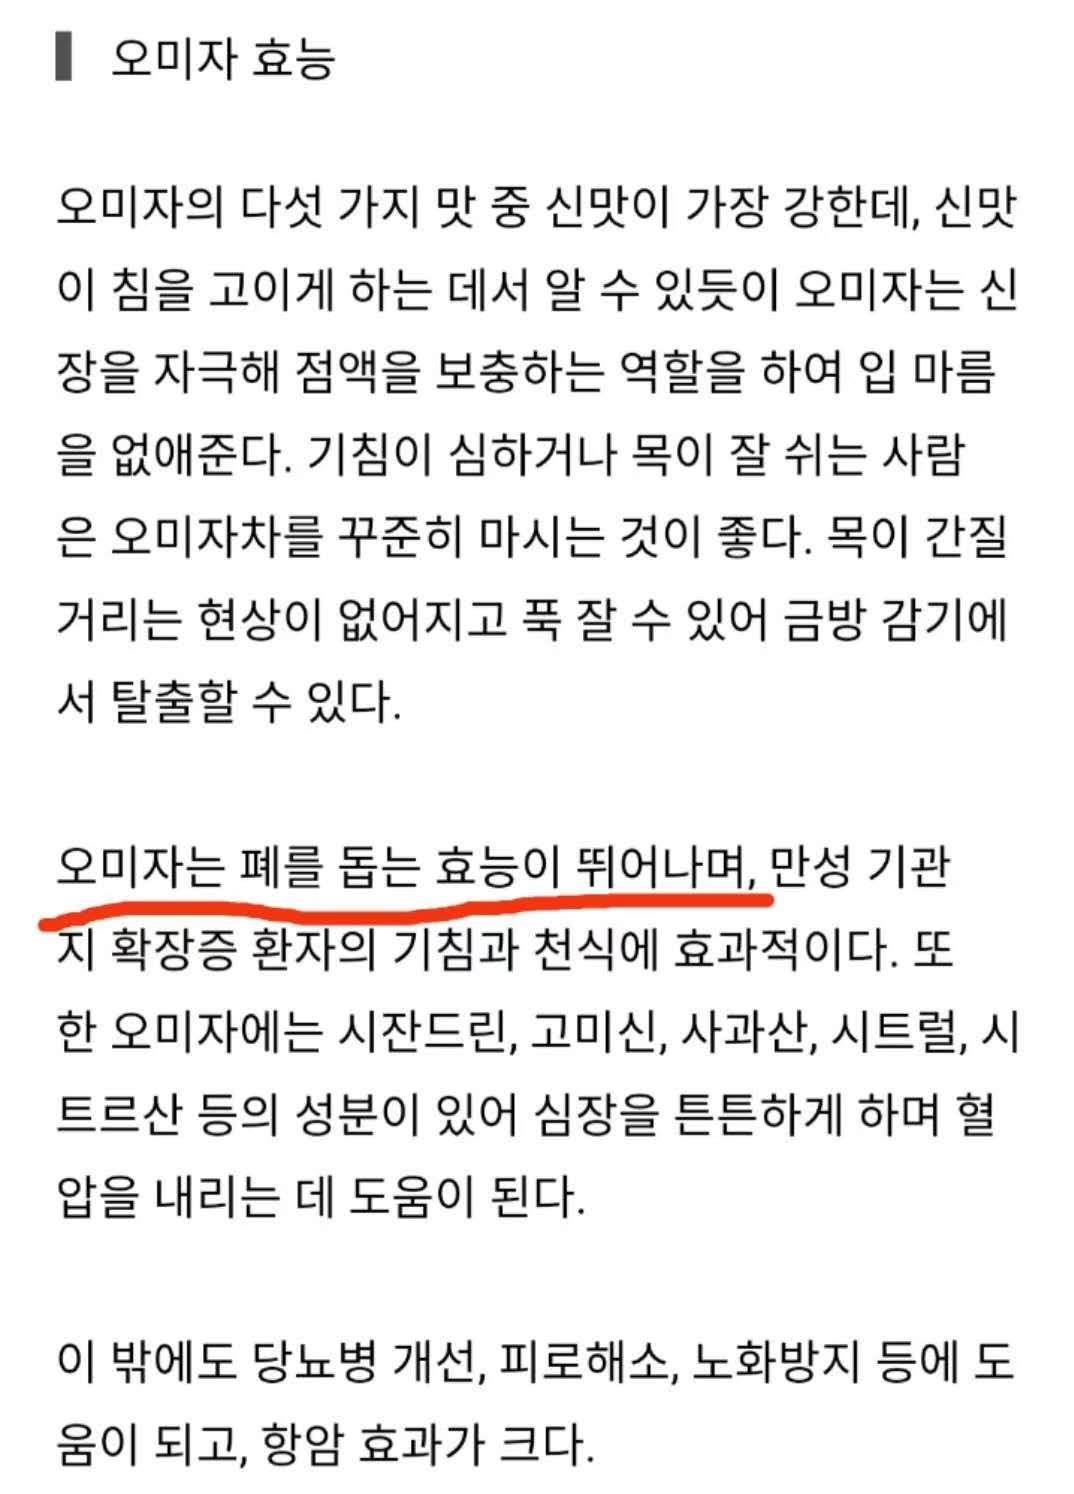 오미자 효능
오미자의 다섯 가지 맛 중 신맛이 가장 강한데, 신맛
이 침을 고이게 하는 데서 알 수 있듯이 오미자는 신
장을 자극해 점액을 보충하는 역할을 하여 입 마름
을 없애준다. 기침이 심하거나 목이 잘 쉬는 사람
은 오미자차를 꾸준히 마시는 것이 좋다. 목이 간질
거리는 현상이 없어지고 푹 잘 수 있어 금방 감기에
서 탈출할 수 있다.
오미자는 폐를 돕는 효능이 뛰어나며, 만성 기관
지 확장증 환자의 기침과 천식에 효과적이다. 또
한 오미자에는 시잔드린, 고미신, 사과산, 시트럴, 시
트르산 등의 성분이 있어 심장을 튼튼하게 하며 혈
압을 내리는 데 도움이 된다.
이 밖에도 당뇨병 개선, 피로해소, 노화방지 등에 도
움이 되고, 항암 효과가 크다.